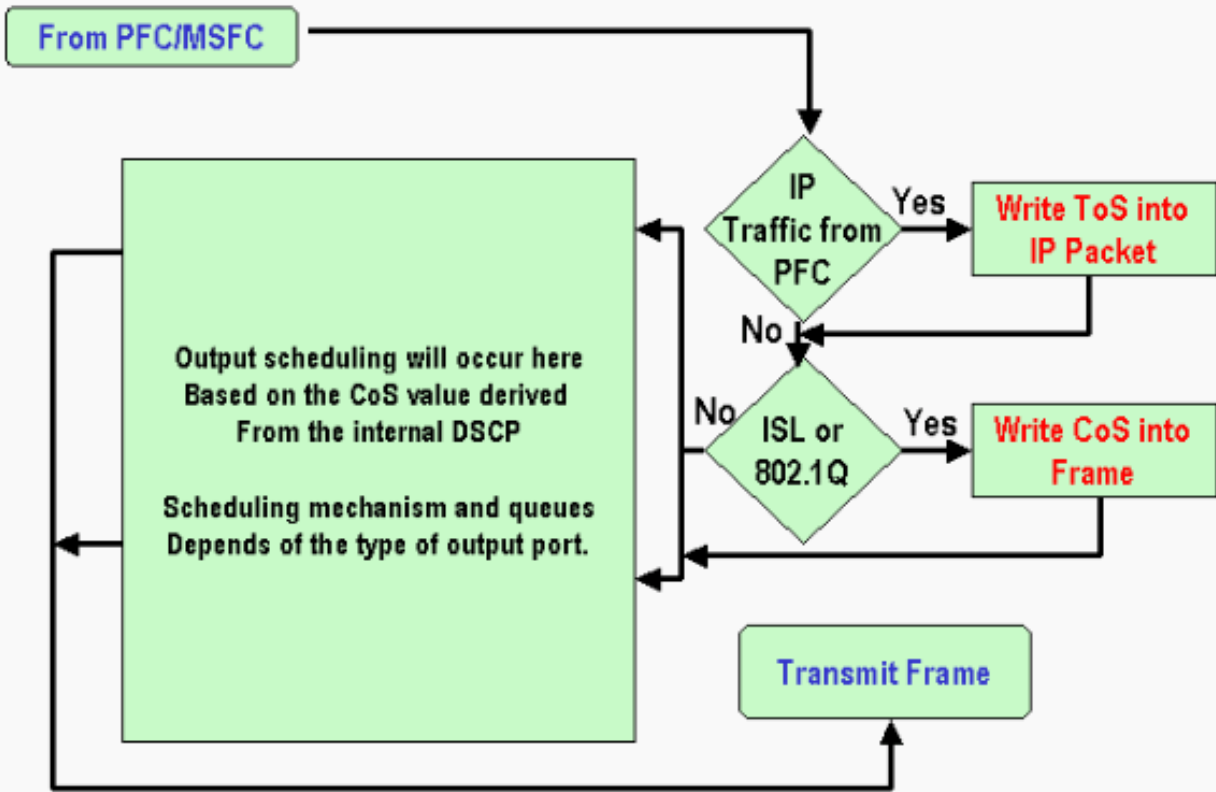 From PFC/MSFC
IP
Traffic from
PFC
Yes
Write ToS into
IP Packet
No
ISL or
802.1Q
Yes
Write CoS into
Frame
No
Output scheduling will occur here
Based on the CoS value derived
From the internal DSCP
Scheduling mechanism and queues
Depends of the type of output port.
Transmit Frame